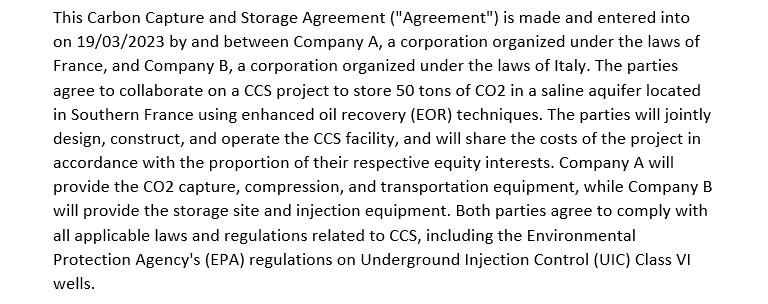 This Carbon Capture and Storage Agreement ("Agreement") is made and entered into
on 19/03/2023 by and between Company A, a corporation organized under the laws of
France, and Company B, a corporation organized under the laws of Italy. The parties
agree to collaborate on a CCS project to store 50 tons of CO2 in a saline aquifer located
in Southern France using enhanced oil recovery (EOR) techniques. The parties will jointly
design, construct, and operate the CCS facility, and will share the costs of the project in
accordance with the proportion of their respective equity interests. Company A will
provide the CO2 capture, compression, and transportation equipment, while Company B
will provide the storage site and injection equipment. Both parties agree to comply with
all applicable laws and regulations related to CCS, including the Environmental
Protection Agency's (EPA) regulations on Underground Injection Control (UIC) Class VI
wells.